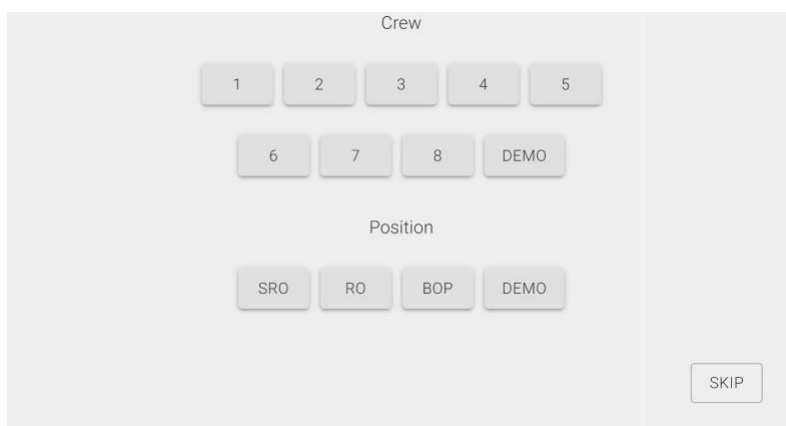 Crew
1 2 3 4 5
6 7 8 DEMO
Position
SRO RO BOP DEMO
SKIP